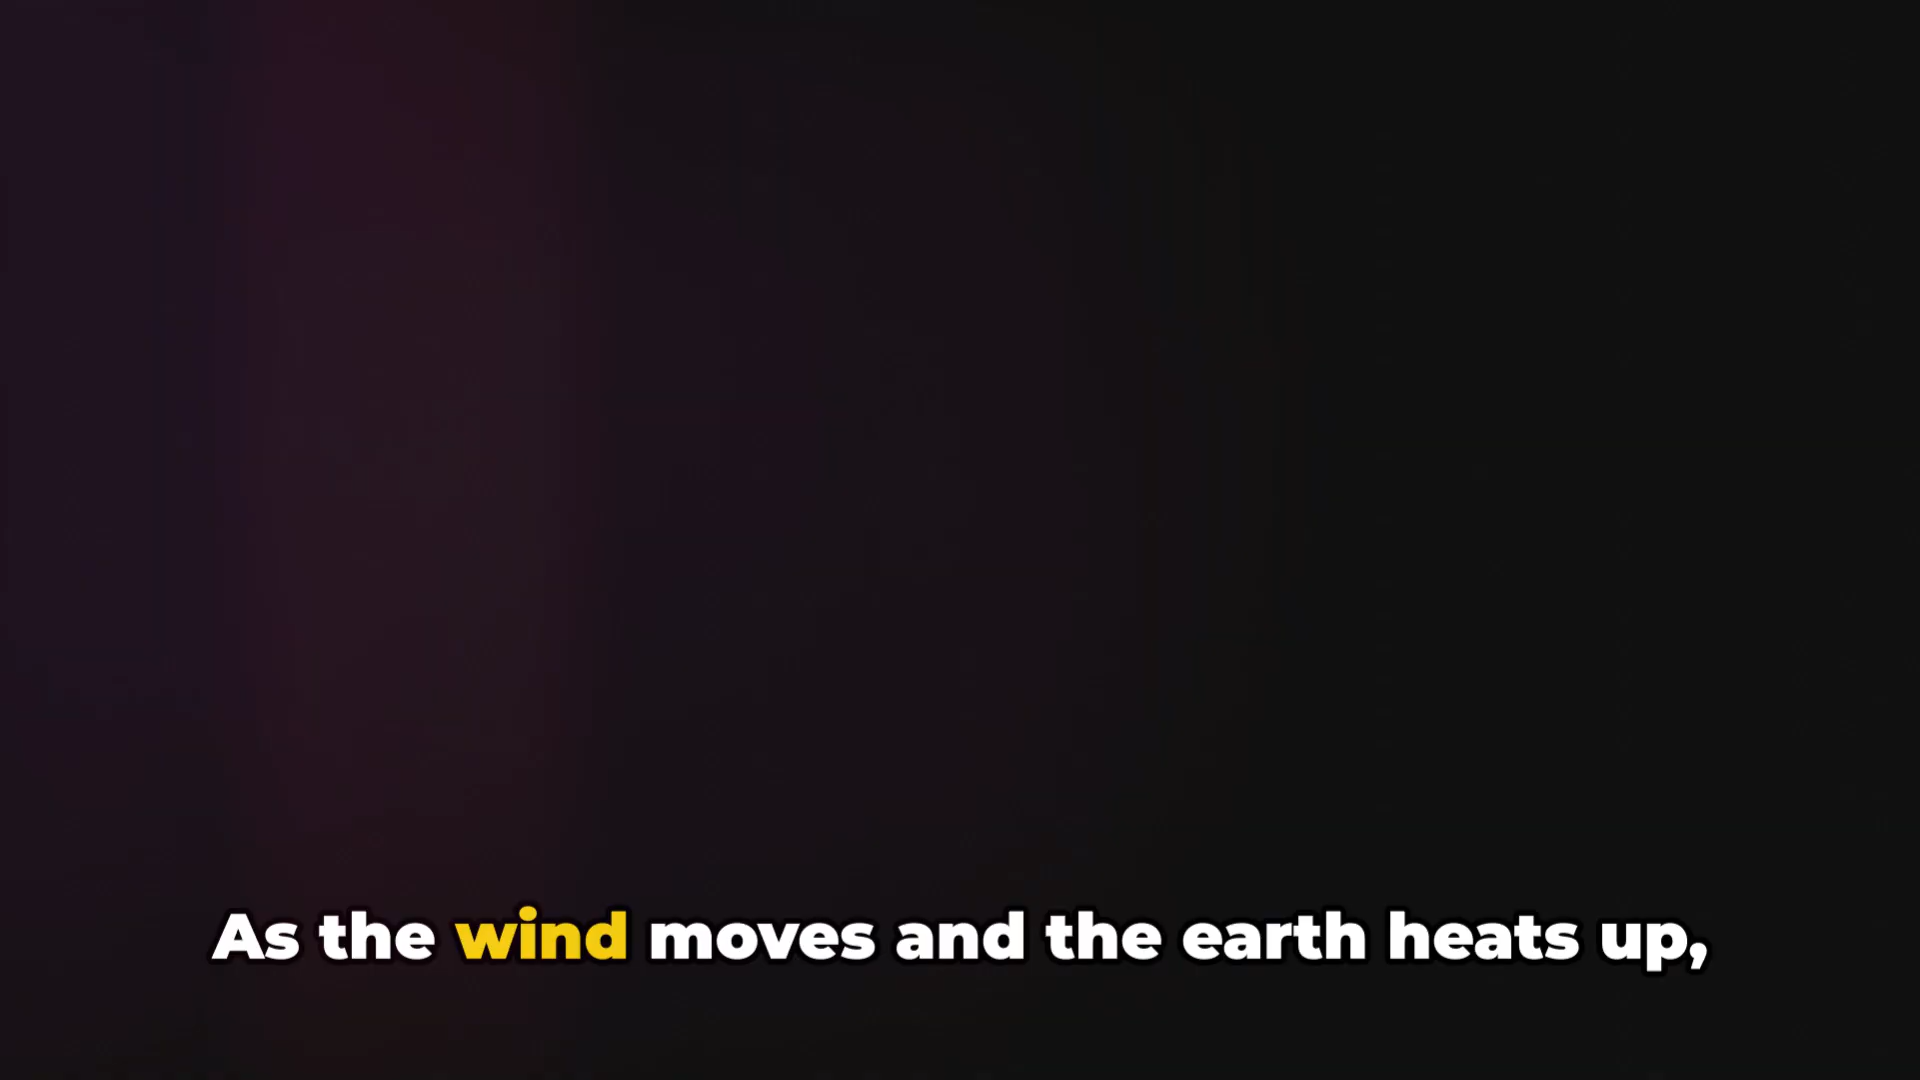 As the wind moves and the earth heats up,